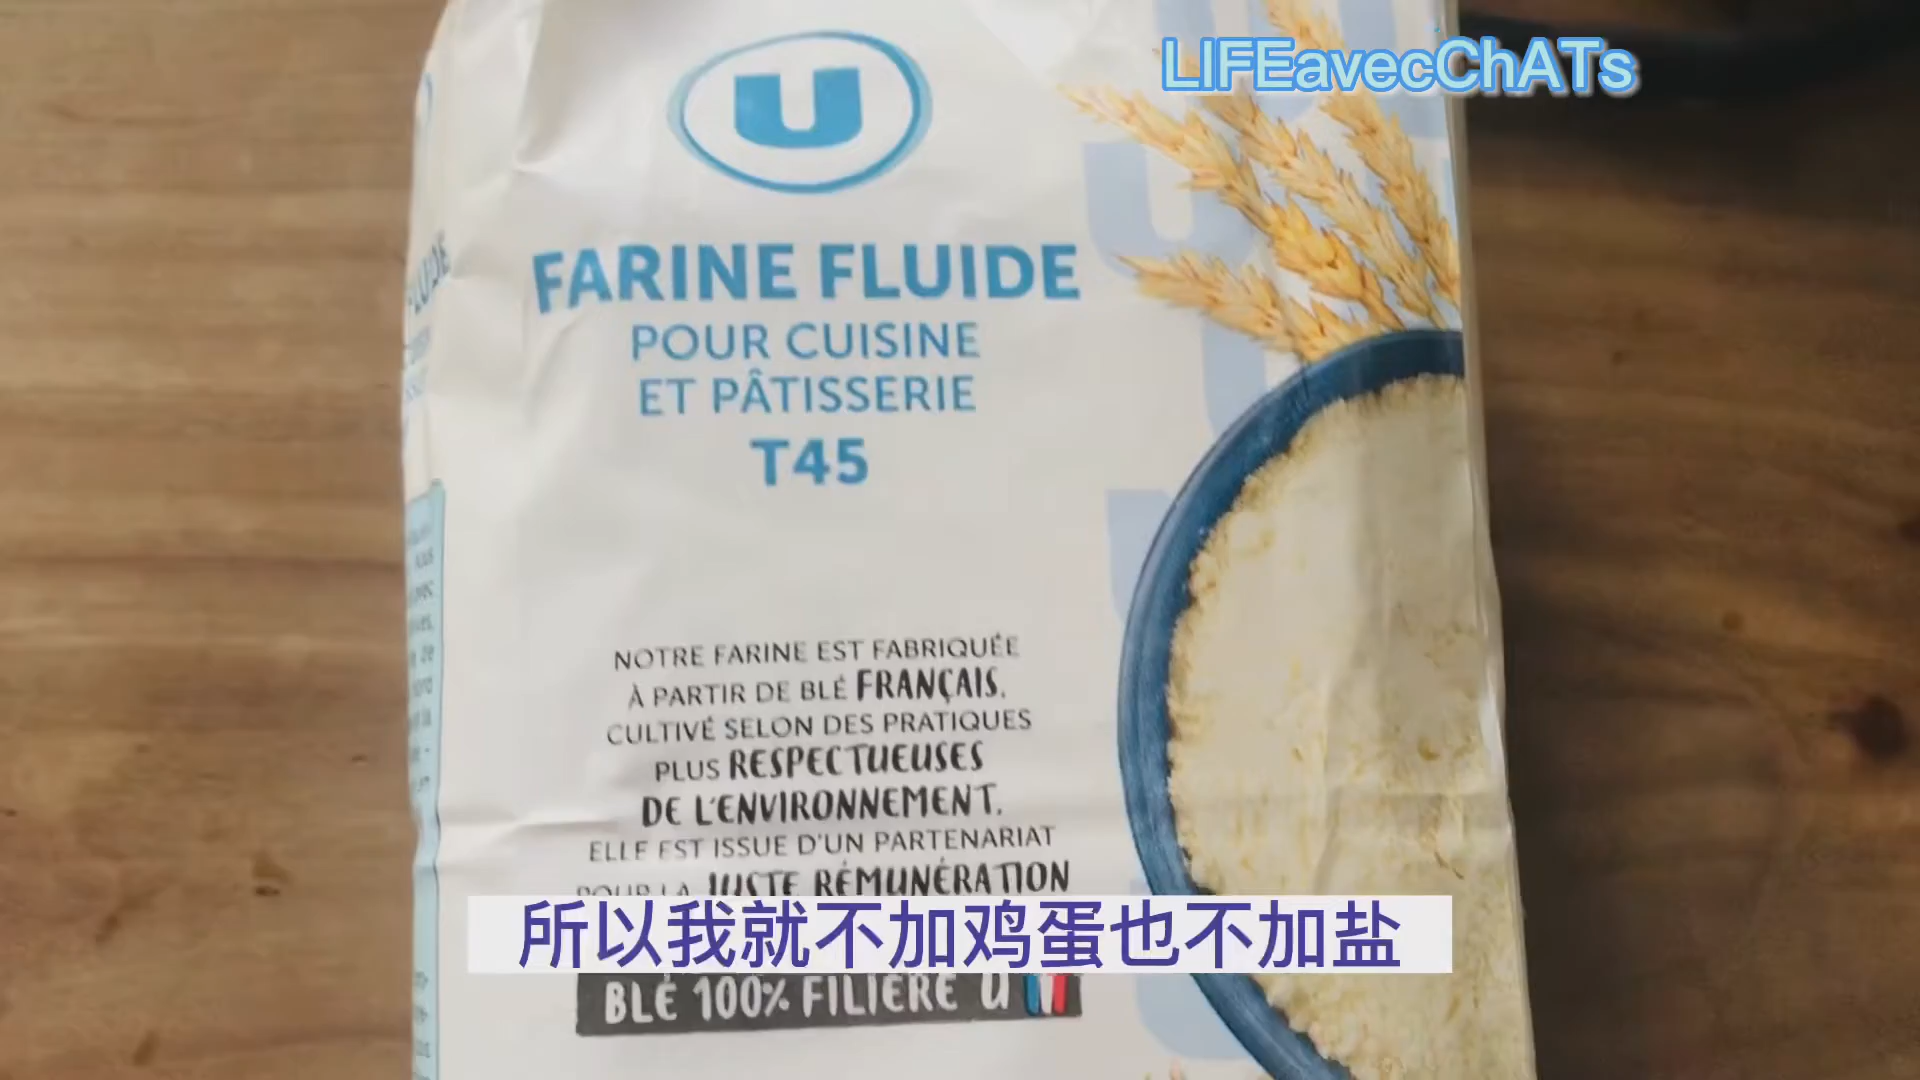 LIFEavecChATs
U
FARINE FLUIDE
POUR CUISINE
ET PÂTISSERIE
T45
NOTRE FARINE EST FABRIQUÉE
À PARTIR DE BLÉ FRANÇAIS,
CULTIVÉ SELON DES PRATIQUES
PLUS RESPECTUEUSES
DE L'ENVIRONNEMENT.
ELLE EST ISSUE D'UN PARTENARIAT
POUR LA JUSTE RÉMUNÉRATION
所以我就不加鸡蛋也不加盐
BLÉ 100% FILIÈRE U